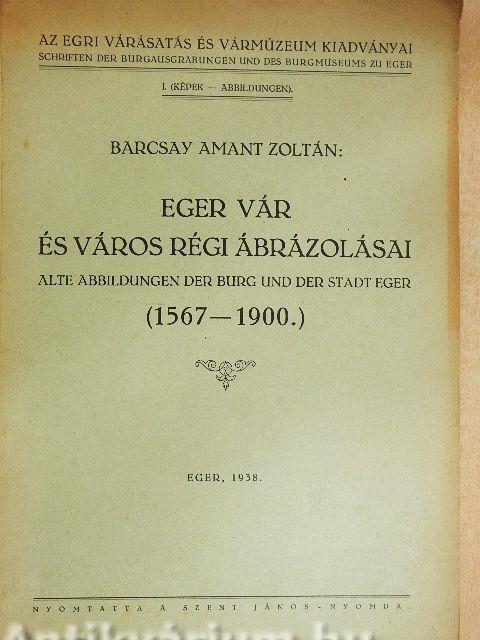 AZ EGRI VÁRÁSATÁS ÉS VÁRMÚZEUM KIADVÁNYAI
SCHRIFTEN DER BURGAUSGRABUNGEN UND DES BURGMUSEUMS ZU EGER
I. (KÉPEK — ABBILDUNGEN).
BARCSAY AMANT ZOLTÁN:
EGER VÁR
ÉS VÁROS RÉGI ÁBRÁZOLÁSAI
ALTE ABBILDUNGEN DER BURG UND DER STADT EGER
(1567—1900.)
EGER, 1938.
NYOMTATTA A SZENT JÁNOS-NYOMDA.
Antikvárium.hu